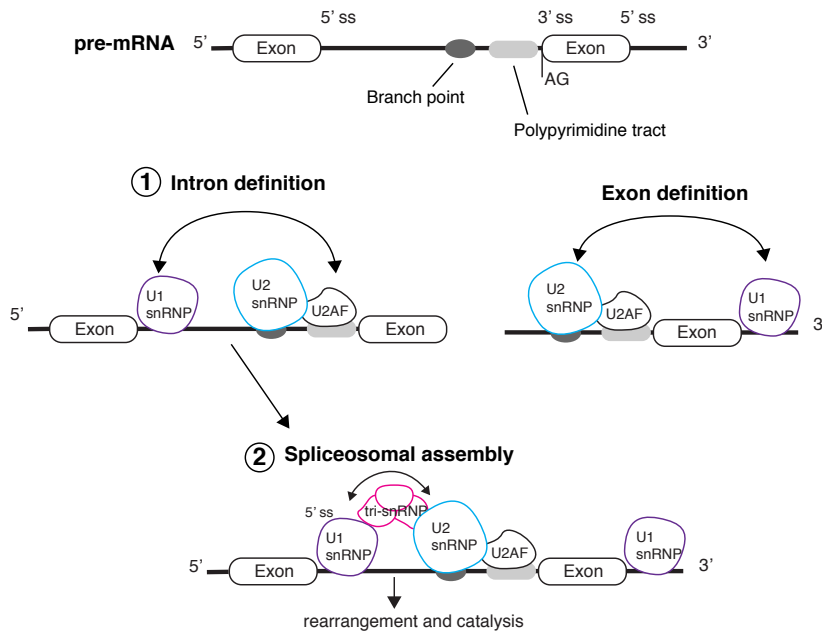 5’ ss
3’ ss
5’ ss
pre-mRNA
5’
Exon
Exon
3’
AG
Branch point
Polypyrimidine tract
1 Intron definition
Exon definition
U1
snRNP
U2
snRNP
U2AF
5’
Exon
Exon
U2
snRNP
U2AF
U1
snRNP
Exon
3’
2 Spliceosomal assembly
5’ ss
tri-snRNP
U1
snRNP
U2
snRNP
U2AF
U1
snRNP
5’
Exon
Exon
3’
rearrangement and catalysis